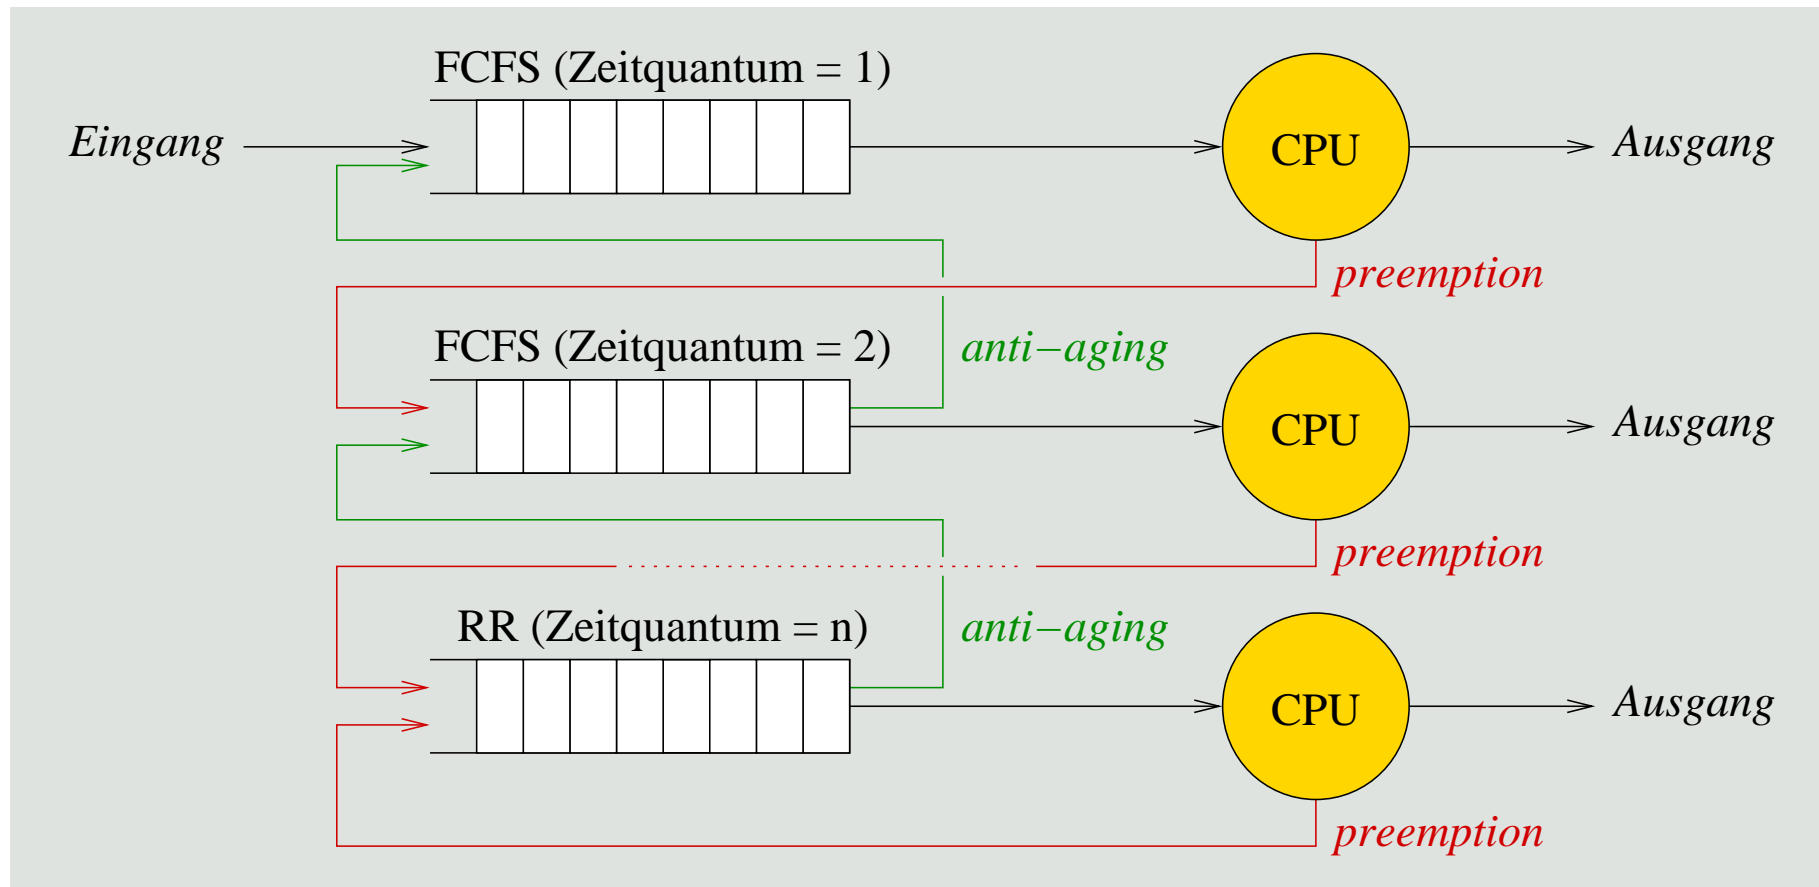 FCFS (Zeitquantum = 1)
Eingang
CPU
Ausgang
preemption
FCFS (Zeitquantum = 2)
anti−aging
CPU
Ausgang
preemption
RR (Zeitquantum = n)
anti−aging
CPU
Ausgang
preemption